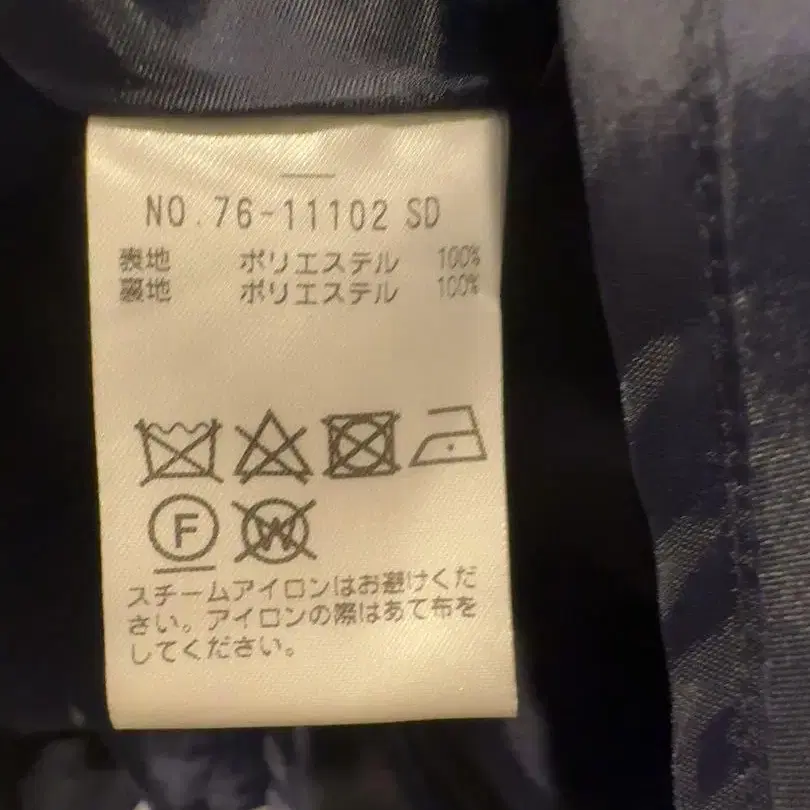 NO.76-11102 SD
表地 ポリエステル 100%
裏地 ポリエステル 100%
F W
スチームアイロンはお避けくだ
さい。アイロンの際はあて布を
してください。